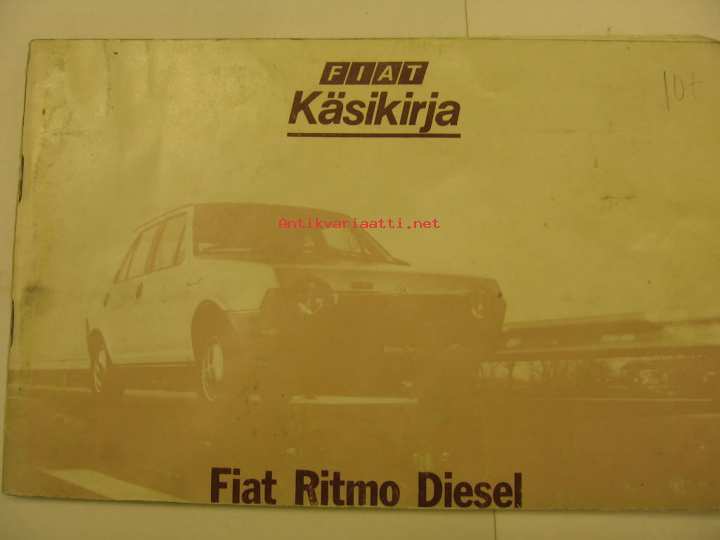 FIAT
Käsikirja
10+
Antikvariaatti.net
Fiat Ritmo Diesel